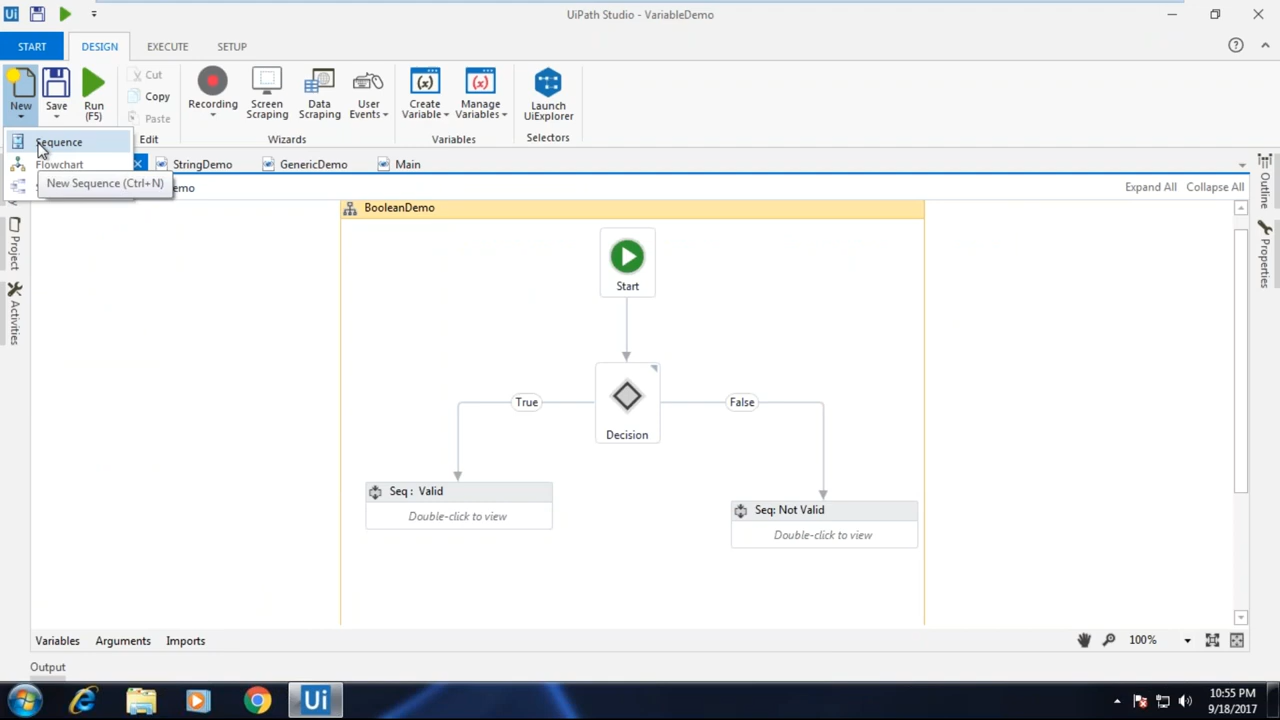 Ui
UiPath Studio - VariableDemo
START DESIGN EXECUTE SETUP
New Save Run (F5)
Cut
Copy
Paste
Edit
Recording Screen Scraping Data Scraping User Events
Wizards
Create Variable Manage Variables
Variables
Launch UiExplorer
Selectors
Sequence
Flowchart
New Sequence (Ctrl+N)
StringDemo GenericDemo Main
emo
Expand All Collapse All
Project
Activities
Outline
Properties
BooleanDemo
Start
True False
Decision
Seq : Valid
Double-click to view
Seq: Not Valid
Double-click to view
Variables Arguments Imports
100%
Output
Ui
10:55 PM
9/18/2017